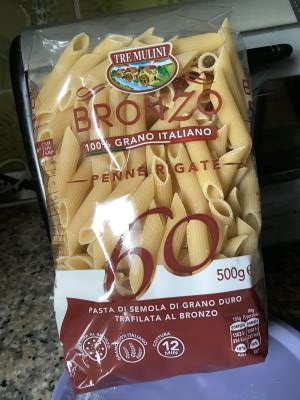 TRE MULINI
BRONZO
100% GRANO ITALIANO
PENNE RIGATE
60
500g e
PASTA DI SEMOLA DI GRANO DURO
TRAFILATA AL BRONZO
COTTURA
12
MIN